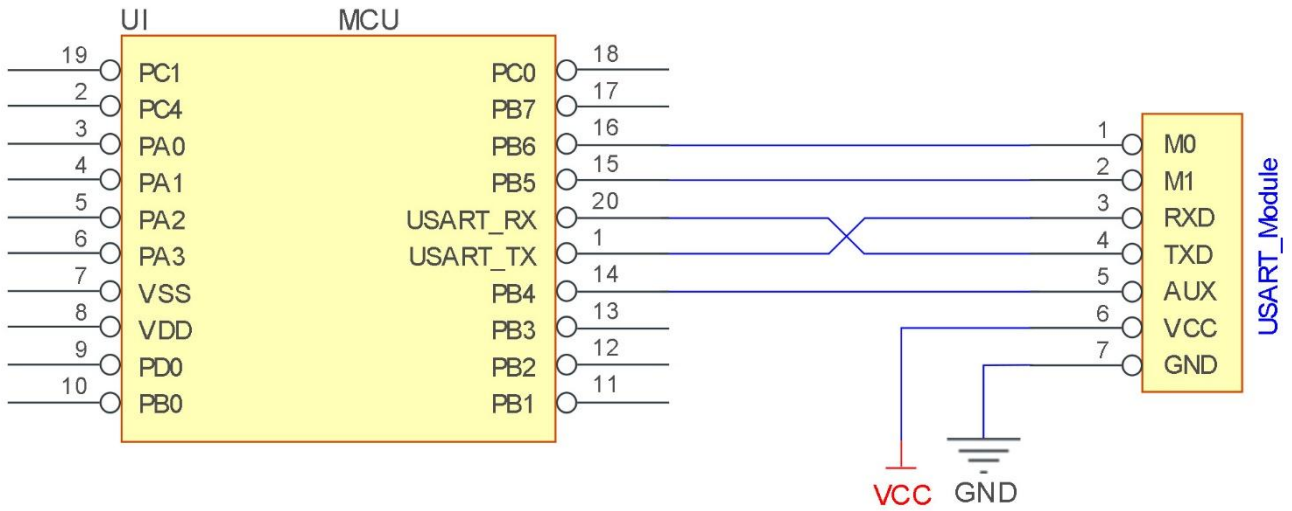 UI MCU
19 PC1 PC0 18
2 PC4 PB7 17
3 PA0 PB6 16
4 PA1 PB5 15
5 PA2 USART_RX 20
6 PA3 USART_TX 1
7 VSS PB4 14
8 VDD PB3 13
9 PD0 PB2 12
10 PB0 PB1 11
1 M0
2 M1
3 RXD
4 TXD
5 AUX
6 VCC
7 GND
USART_Module
VCC GND